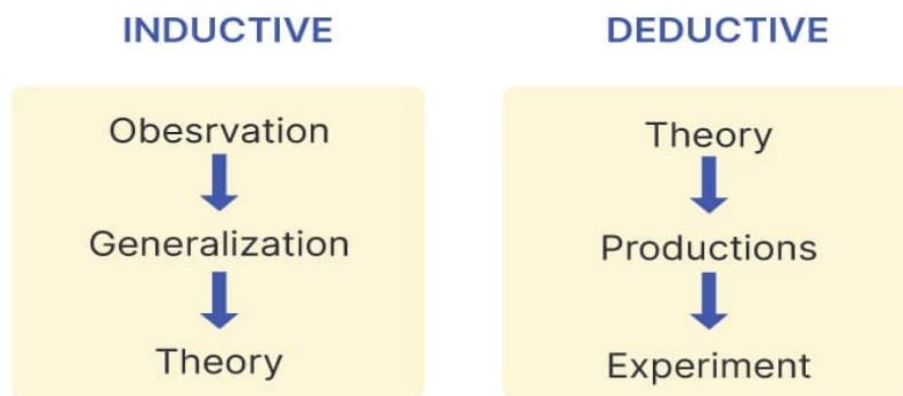 INDUCTIVE
Obesrvation
Generalization
Theory
DEDUCTIVE
Theory
Productions
Experiment